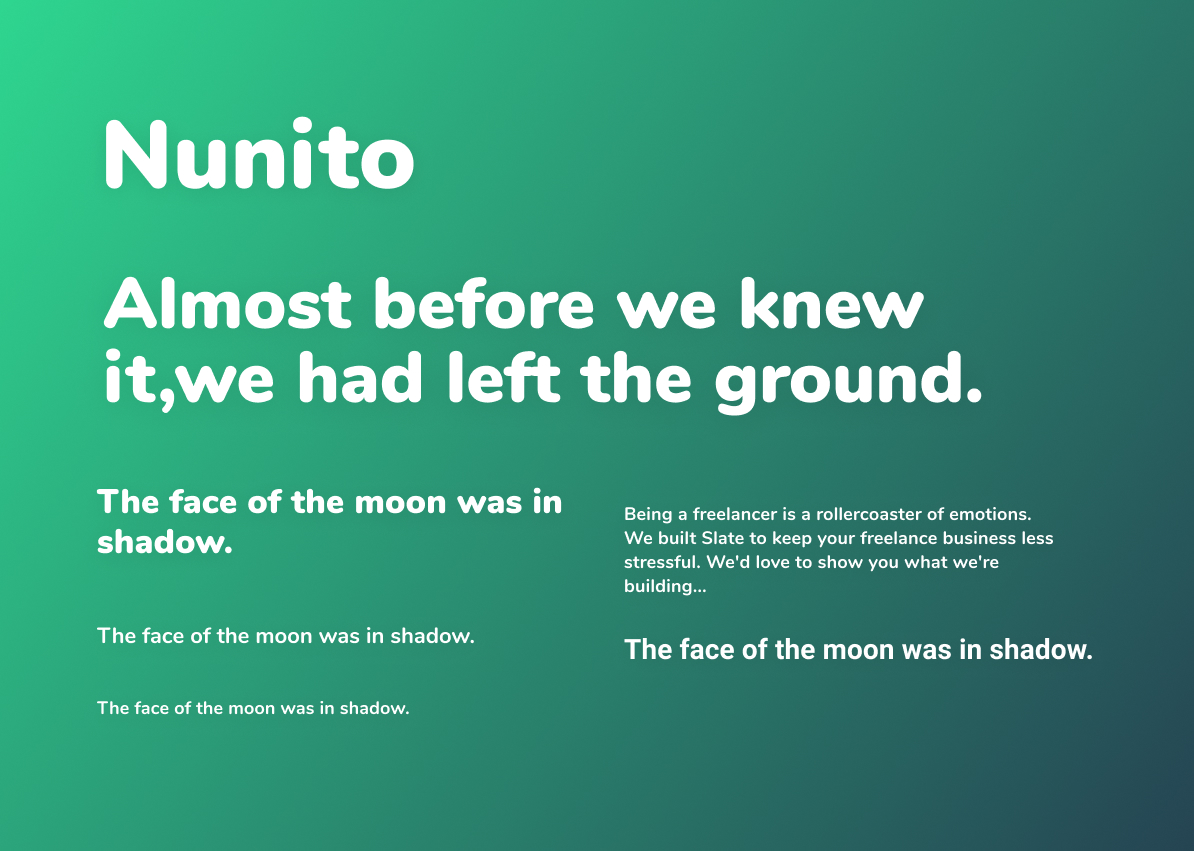 Nunito
Almost before we knew
it,we had left the ground.
The face of the moon was in
shadow.
The face of the moon was in shadow.
The face of the moon was in shadow.
Being a freelancer is a rollercoaster of emotions.
We built Slate to keep your freelance business less
stressful. We'd love to show you what we're
building...
The face of the moon was in shadow.